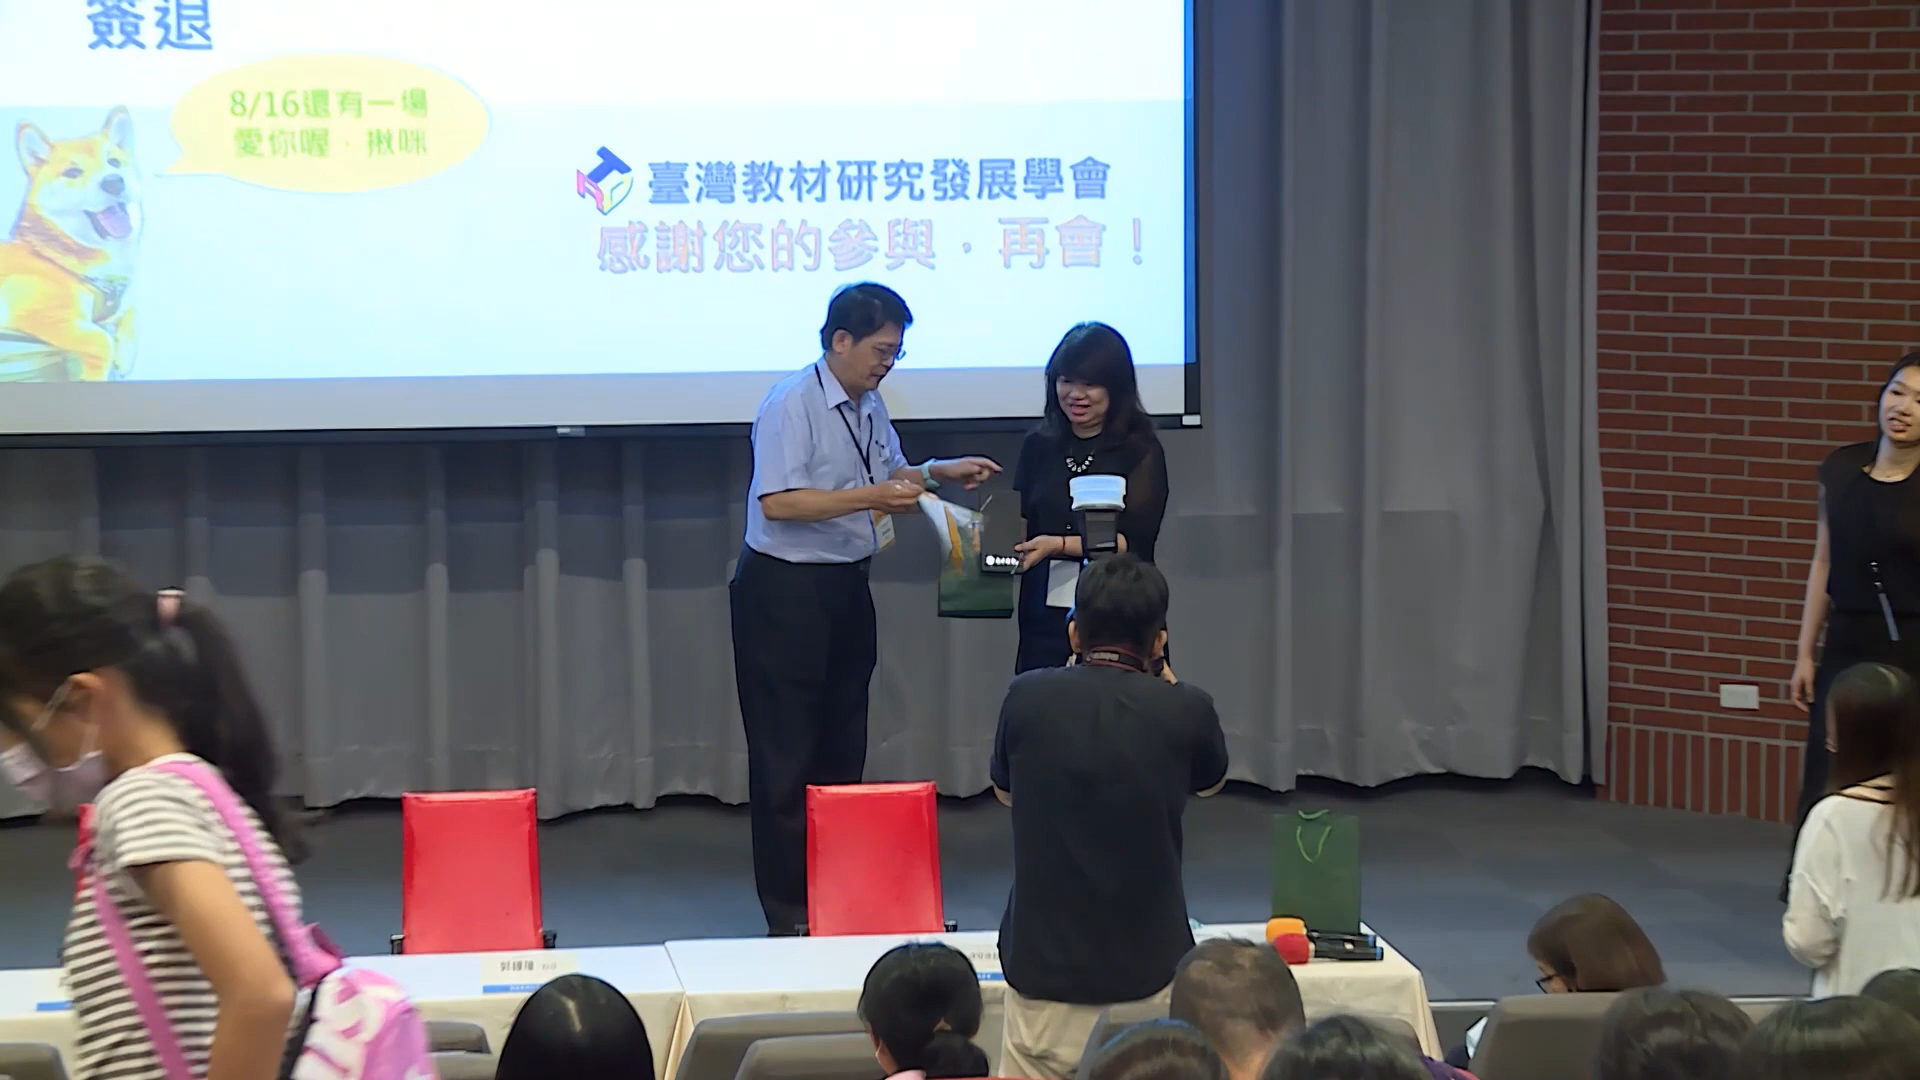 簽退
8/16還有一場
愛你喔,揪咪
臺灣教材研究發展學會
感謝您的參與,再會!